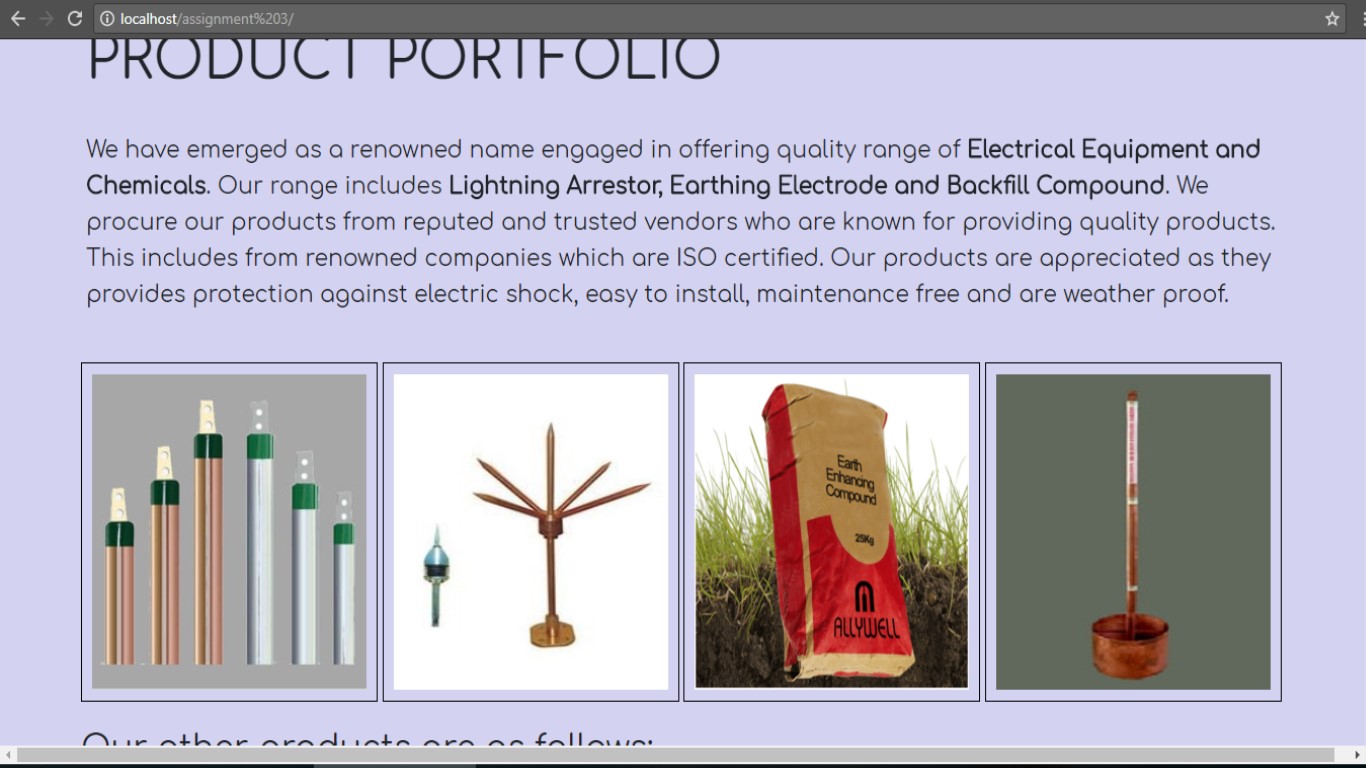 localhost/assignment%203/
PRODUCT PORTFOLIO
We have emerged as a renowned name engaged in offering quality range of Electrical Equipment and
Chemicals. Our range includes Lightning Arrestor, Earthing Electrode and Backfill Compound. We
procure our products from reputed and trusted vendors who are known for providing quality products.
This includes from renowned companies which are ISO certified. Our products are appreciated as they
provides protection against electric shock, easy to install, maintenance free and are weather proof.
Earth
Enhancing
Compound
25Kg
ALLYWELL
Our other products are as follows: